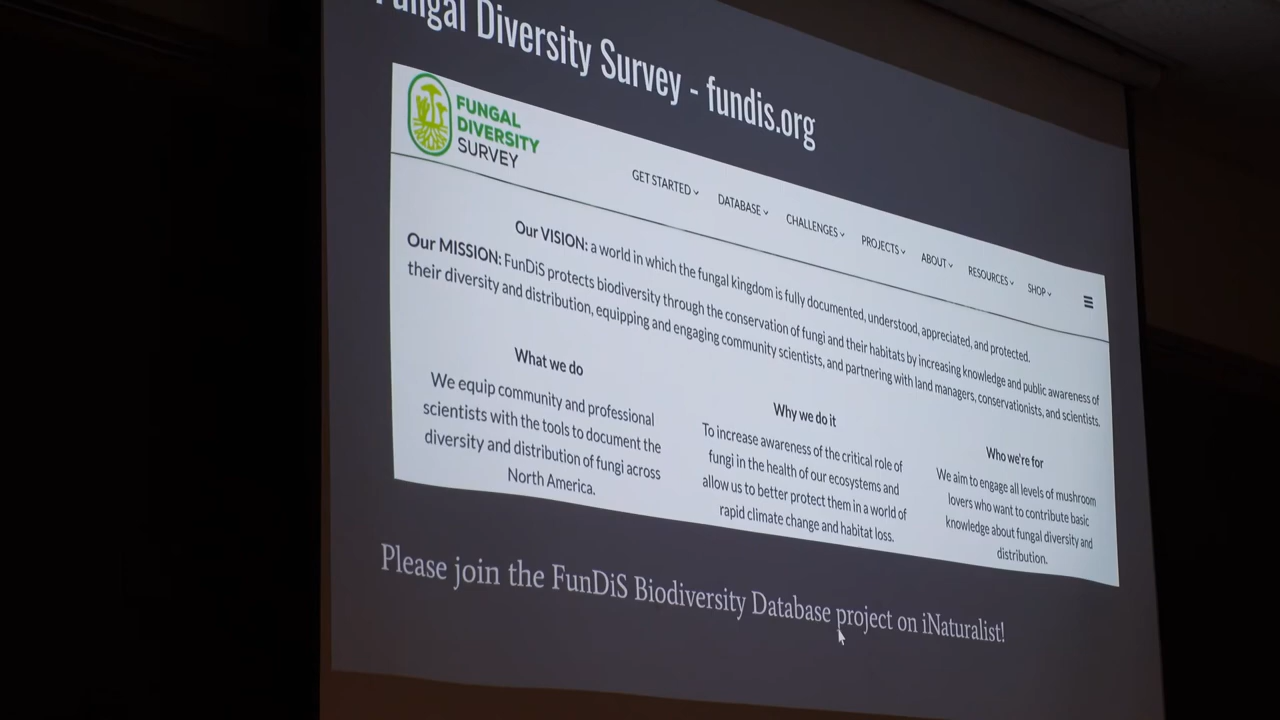 Fungal Diversity Survey - fundis.org
FUNGAL
DIVERSITY
SURVEY
GET STARTED
DATABASE
CHALLENGES
PROJECTS
ABOUT
RESOURCES
SHOP
Our VISION: a world in which the fungal kingdom is fully documented, understood, appreciated, and protected.
Our MISSION: FunDiS protects biodiversity through the conservation of fungi and their habitats by increasing knowledge and public awareness of
their diversity and distribution, equipping and engaging community scientists, and partnering with land managers, conservationists, and scientists.
What we do
We equip community and professional
scientists with the tools to document the
diversity and distribution of fungi across
North America.
Why we do it
To increase awareness of the critical role of
fungi in the health of our ecosystems and
allow us to better protect them in a world of
rapid climate change and habitat loss.
Who we're for
We aim to engage all levels of mushroom
lovers who want to contribute basic
knowledge about fungal diversity and
distribution.
Please join the FunDiS Biodiversity Database project on iNaturalist!